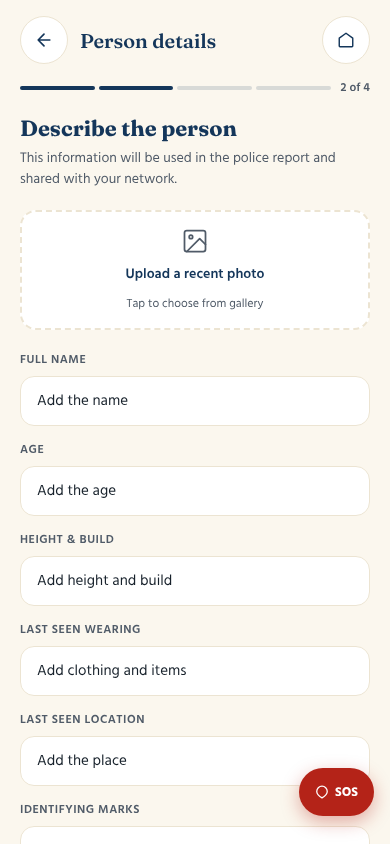 Person details
2 of 4
Describe the person
This information will be used in the police report and
shared with your network.
Upload a recent photo
Tap to choose from gallery
FULL NAME
Add the name
AGE
Add the age
HEIGHT & BUILD
Add height and build
LAST SEEN WEARING
Add clothing and items
LAST SEEN LOCATION
Add the place
SOS
IDENTIFYING MARKS